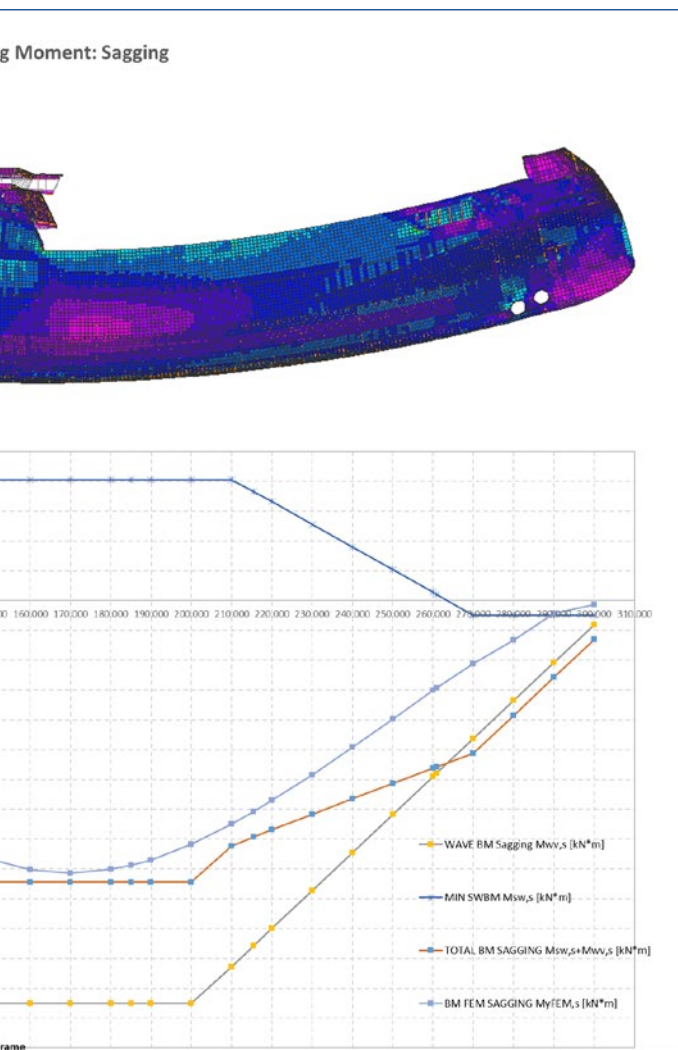 g Moment: Sagging
00 160,000 170,000 180,000 190,000 200,000 210,000 220,000 230,000 240,000 250,000 260,000 270,000 280,000 290,000 300,000 310,000
WAVE BM Sagging Mwv,s [kN*m]
MIN SWBM Msw,s [kN*m]
TOTAL BM SAGGING Msw,s+Mwv,s [kN*m]
BM FEM SAGGING MyFEM,s [kN*m]
rame